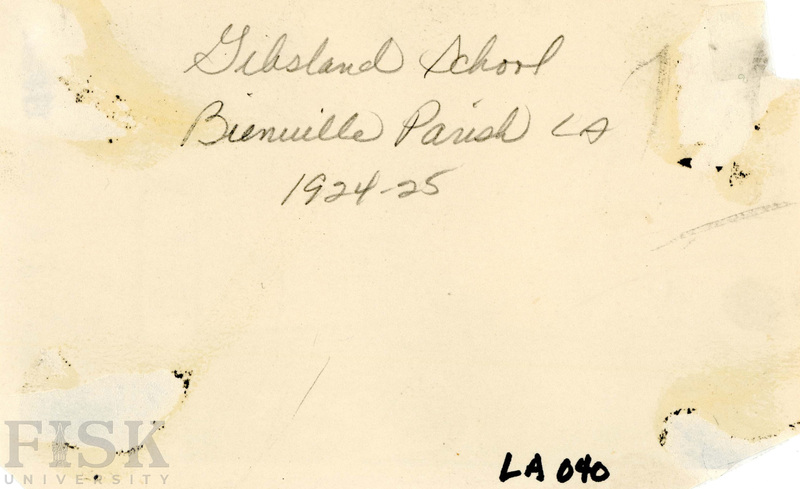 Gibsland School
Bienville Parish LA
1924-25
LA 040
FISK
UNIVERSITY